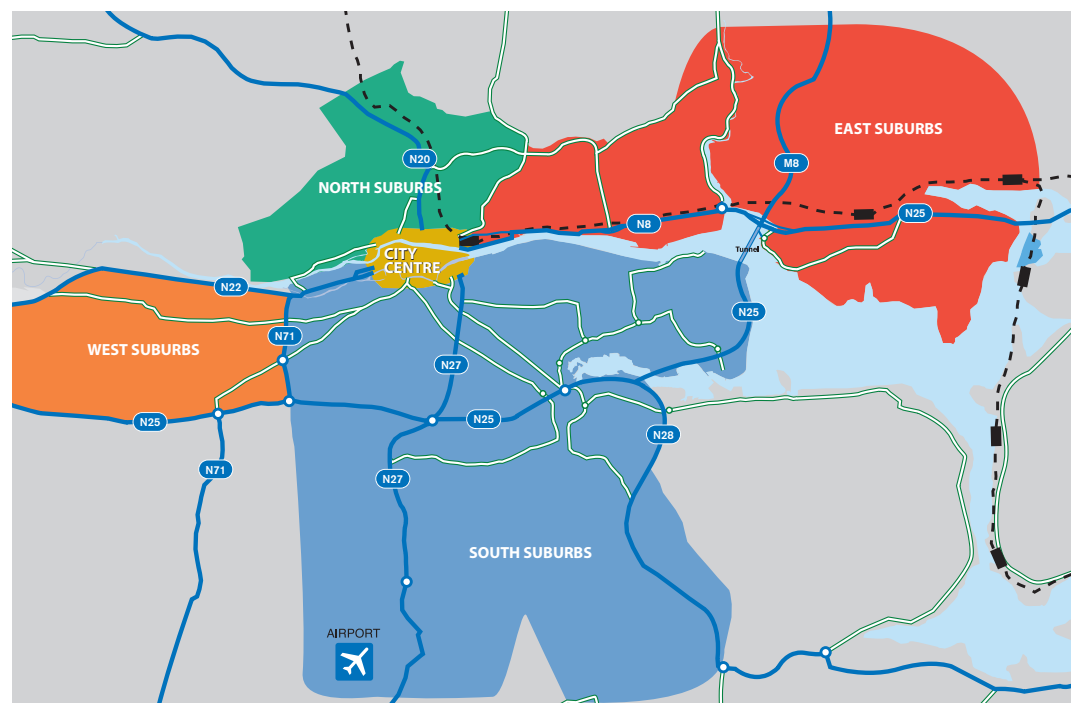 EAST SUBURBS
N20
M8
NORTH SUBURBS
N25
N8
Tunnel
CITY
CENTRE
N22
N25
N71
WEST SUBURBS
N27
N25
N25
N28
N71
N27
SOUTH SUBURBS
AIRPORT